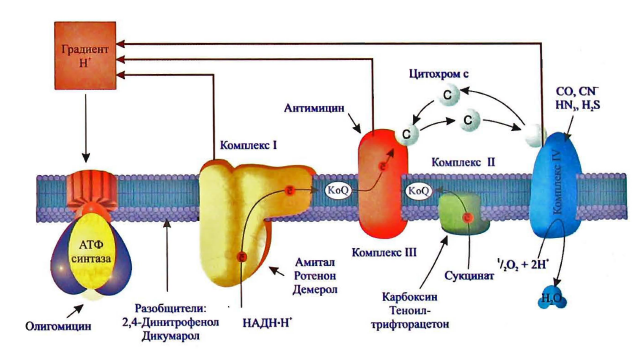 Градиент
H⁺
Цитохром с
CO, CN⁻
HN₃, H₂S
Антимицин
C
C
C
Комплекс I
Комплекс II
Комплекс IV
KoQ
KoQ
e
e
e
e
АТФ
синтаза
Комплекс III
Амитал
Ротенон
Демерол
Сукцинат
½O₂ + 2H⁺
Карбоксин
Теноил-
трифторацетон
H₂O
Разобщители:
2,4-Динитрофенол
Дикумарол
НАДН·Н⁺
Олигомицин